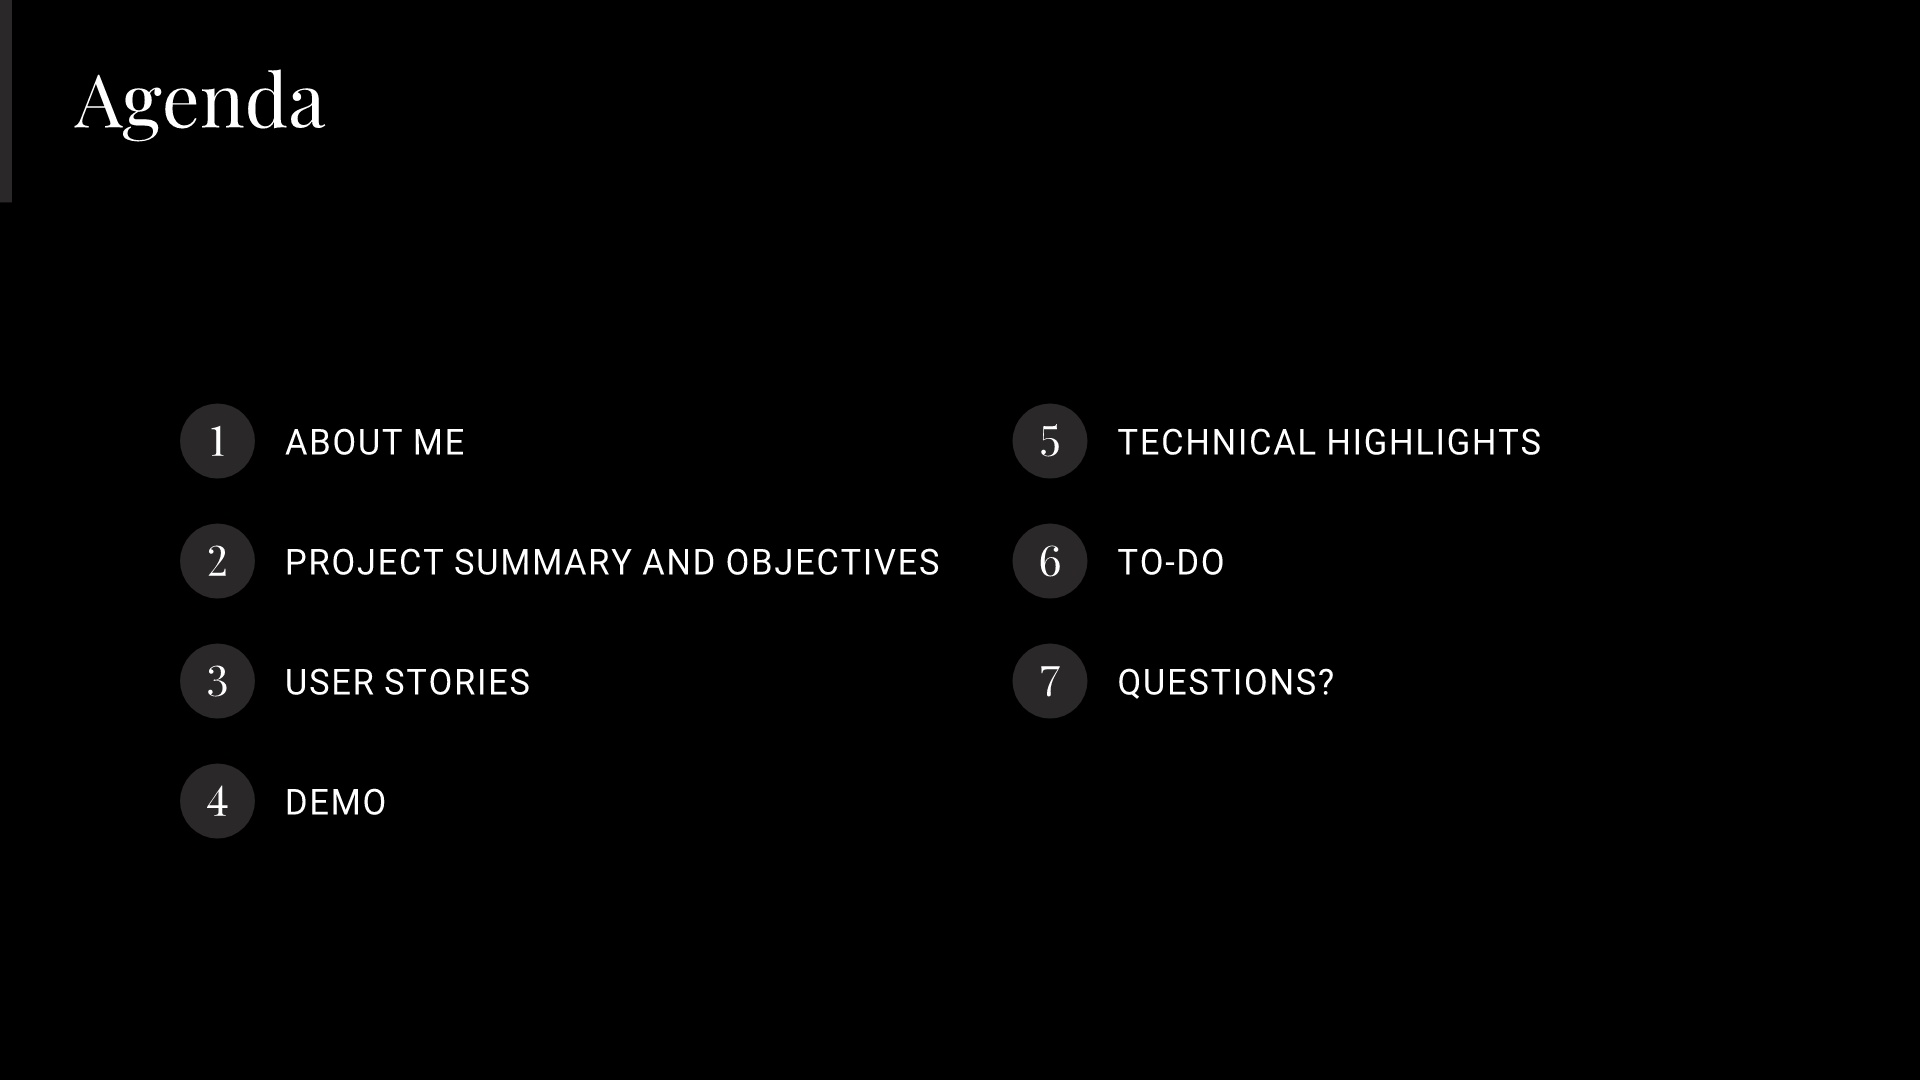 Agenda
1 ABOUT ME
2 PROJECT SUMMARY AND OBJECTIVES
3 USER STORIES
4 DEMO
5 TECHNICAL HIGHLIGHTS
6 TO-DO
7 QUESTIONS?